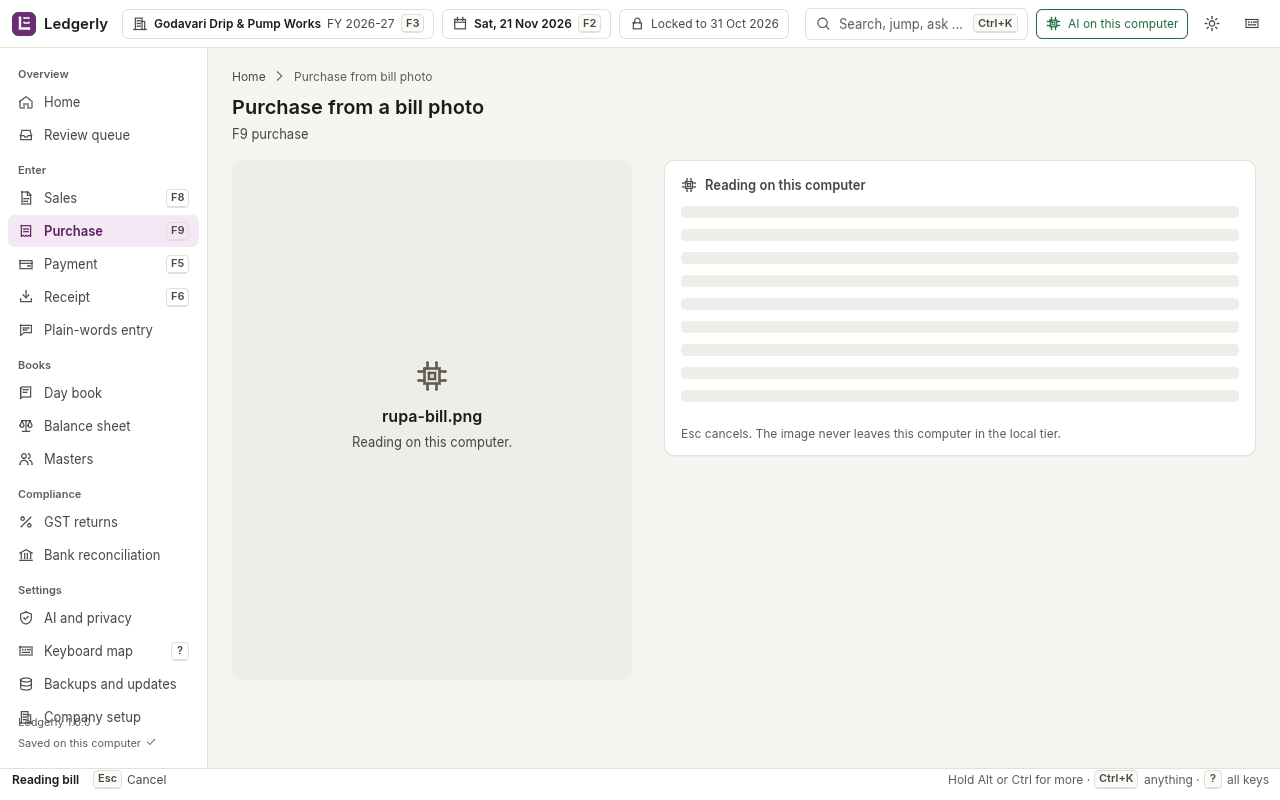 Ledgerly
Godavari Drip & Pump Works FY 2026-27 F3
Sat, 21 Nov 2026 F2
Locked to 31 Oct 2026
Search, jump, ask ... Ctrl+K
AI on this computer
Overview
Home
Review queue
Enter
Sales F8
Purchase F9
Payment F5
Receipt F6
Plain-words entry
Books
Day book
Balance sheet
Masters
Compliance
GST returns
Bank reconciliation
Settings
AI and privacy
Keyboard map ?
Backups and updates
Company setup
Ledgerly 1.0.0
Saved on this computer
Home Purchase from bill photo
Purchase from a bill photo
F9 purchase
rupa-bill.png
Reading on this computer.
Reading on this computer
Esc cancels. The image never leaves this computer in the local tier.
Reading bill Esc Cancel
Hold Alt or Ctrl for more · Ctrl+K anything · ? all keys